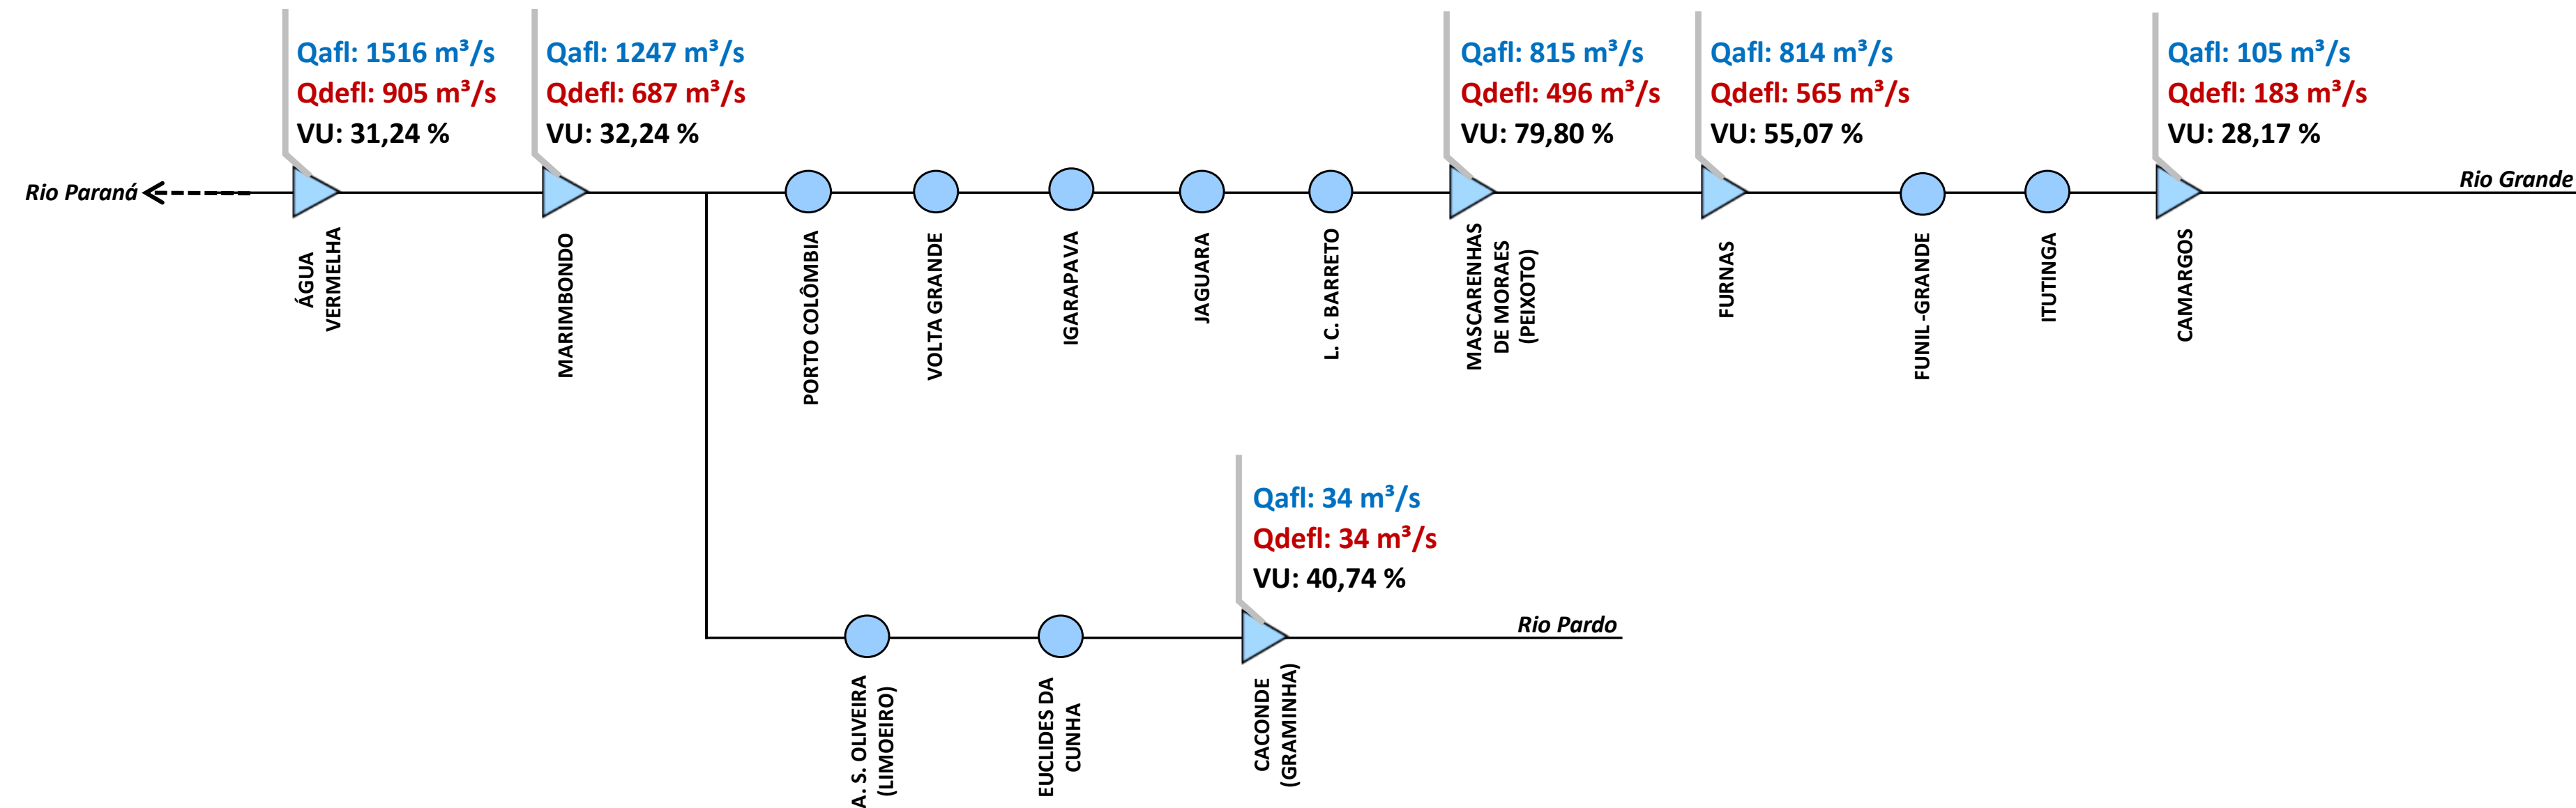 Qafl: 1516 m³/s
Qdefl: 905 m³/s
VU: 31,24 %
Qafl: 1247 m³/s
Qdefl: 687 m³/s
VU: 32,24 %
Qafl: 815 m³/s
Qdefl: 496 m³/s
VU: 79,80 %
Qafl: 814 m³/s
Qdefl: 565 m³/s
VU: 55,07 %
Qafl: 105 m³/s
Qdefl: 183 m³/s
VU: 28,17 %
Rio Paraná
Rio Grande
ÁGUA
VERMELHA
MARIMBONDO
PORTO COLÔMBIA
VOLTA GRANDE
IGARAPAVA
JAGUARA
L. C. BARRETO
MASCARENHAS
DE MORAES
(PEIXOTO)
FURNAS
FUNIL -GRANDE
ITUTINGA
CAMARGOS
Qafl: 34 m³/s
Qdefl: 34 m³/s
VU: 40,74 %
Rio Pardo
A. S. OLIVEIRA
(LIMOEIRO)
EUCLIDES DA
CUNHA
CACONDE
(GRAMINHA)